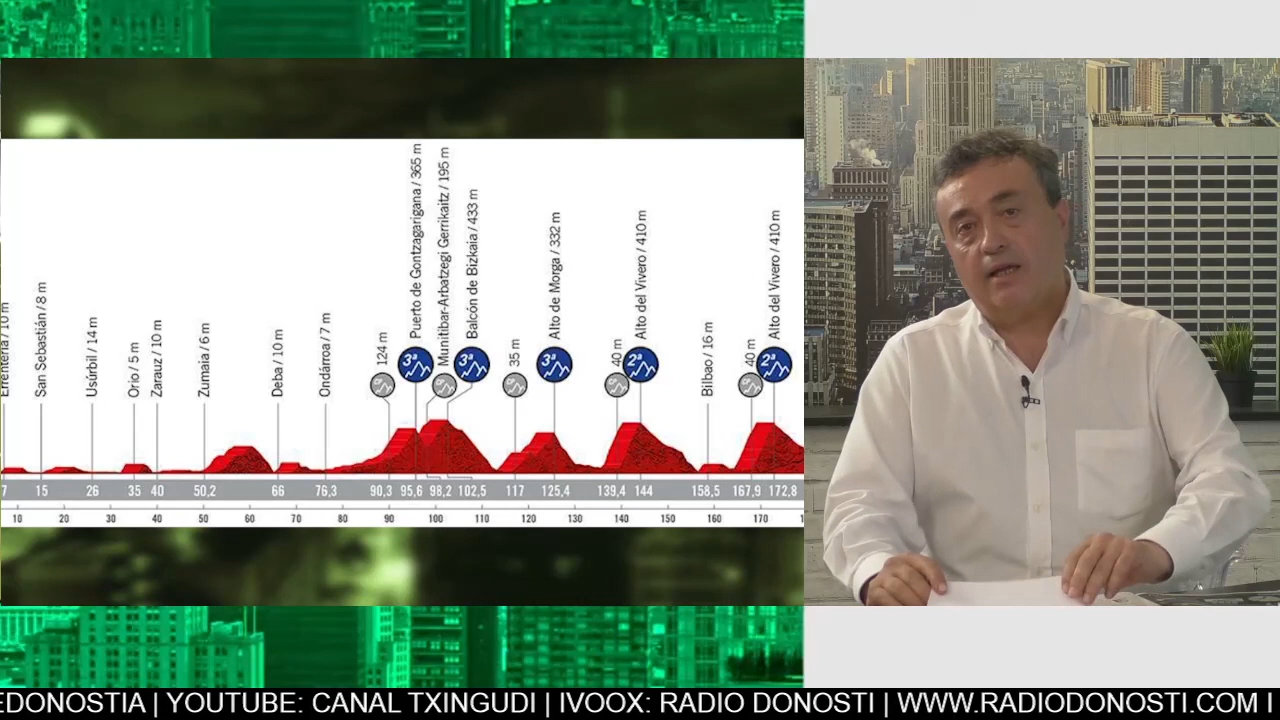 Errenteria / 10 m
San Sebastián / 8 m
Usúrbil / 14 m
Orio / 5 m
Zarauz / 10 m
Zumaia / 6 m
Deba / 10 m
Ondárroa / 7 m
124 m
Puerto de Gontzagarigana / 365 m
Munitibar-Arbatzegi Gerrikaitz / 195 m
Balcón de Bizkaia / 433 m
35 m
Alto de Morga / 332 m
40 m
Alto del Vivero / 410 m
Bilbao / 16 m
40 m
Alto del Vivero / 410 m
3ª 3ª 3ª 2ª 2ª
7 15 26 35 40 50,2 66 76,3 90,3 95,6 98,2 102,5 117 125,4 139,4 144 158,5 167,9 172,8
10 20 30 40 50 60 70 80 90 100 110 120 130 140 150 160 170 1
EDONOSTIA | YOUTUBE: CANAL TXINGUDI | IVOOX: RADIO DONOSTI | WWW.RADIODONOSTI.COM I